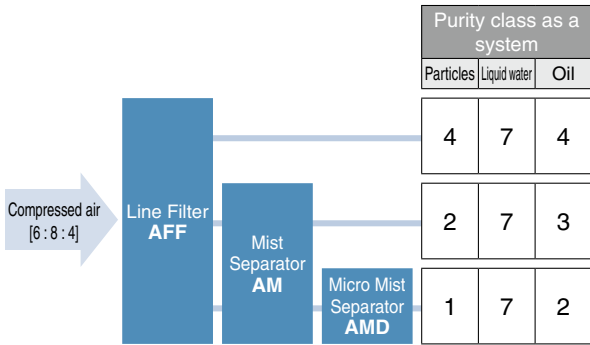 Purity class as a
system
Particles Liquid water Oil
4 7 4
Compressed air
[6 : 8 : 4]
Line Filter
AFF
2 7 3
Mist
Separator
AM
Micro Mist
Separator
AMD
1 7 2